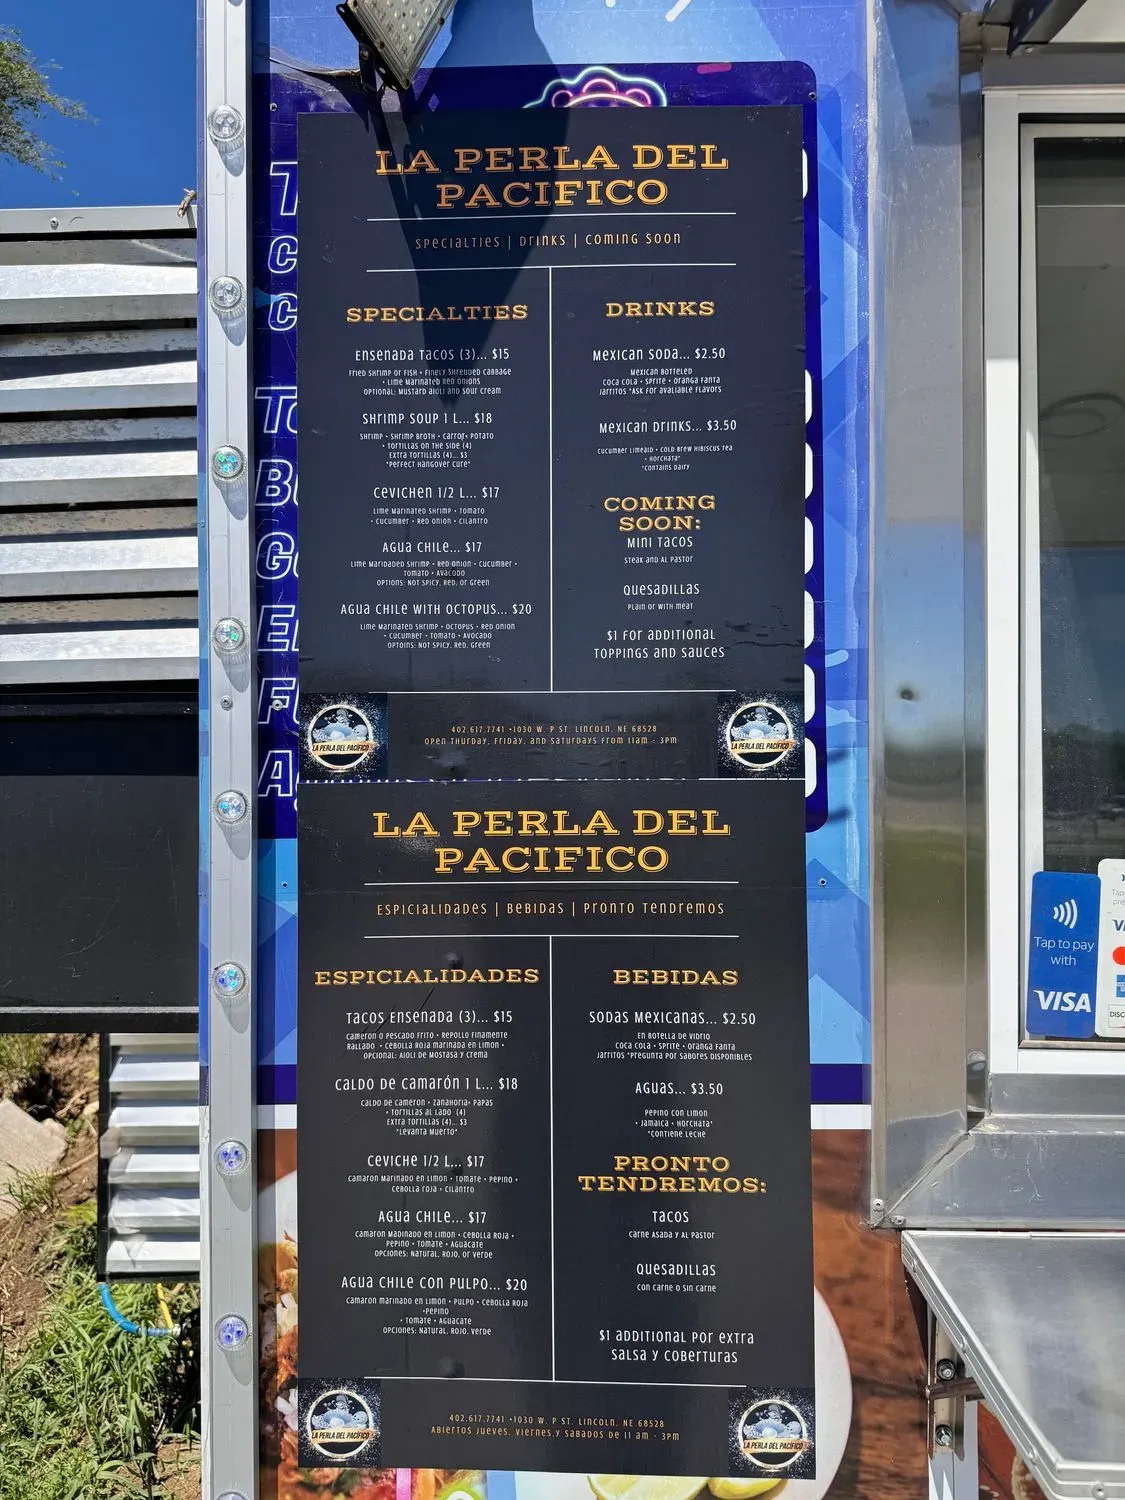 LA PERLA DEL
PACIFICO
Specialties | Drinks | Coming Soon
SPECIALTIES
Ensenada Tacos (3)... $15
Fried Shrimp or Fish • Finely Shredded Cabbage
• Lime Marinated Red Onions
Optional: Mustard Aioli and Sour Cream
Shrimp Soup 1 L... $18
Shrimp • Shrimp Broth • Carrot• Potato
• Tortillas on the side (4)
Extra Tortillas (4)... $3
*Perfect Hangover Cure*
Cevichen 1/2 L... $17
Lime Marinated Shrimp • Tomato
• Cucumber • Red Onion • Cilantro
Agua Chile... $17
Lime Maridaded Shrimp • Red Onion • Cucumber •
Tomato • Avacodo
Options: Not Spicy, Red, or Green
Agua Chile with Octopus... $20
Lime Marinated Shrimp • Octopus • Red Onion
• Cucumber • Tomato • Avocado
Optoins: Not Spicy, Red, Green
DRINKS
Mexican Soda... $2.50
Mexican Botteled
Coca Cola • Sprite • Oranga Fanta
Jarritos *Ask for avaliable flavors
Mexican Drinks... $3.50
Cucumber Limeaid • Cold Brew Hibiscus Tea
• Horchata*
*Contains Dairy
COMING
SOON:
Mini Tacos
Steak and Al Pastor
Quesadillas
Plain or with meat
$1 for additional
toppings and sauces
402.617.7741 •1030 W. P St. Lincoln, NE 68528
Open Thurday, Friday, and Saturdays from 11am - 3pm
LA PERLA DEL PACIFICO
LA PERLA DEL PACIFICO
LA PERLA DEL
PACIFICO
Espicialidades | Bebidas | Pronto Tendremos
ESPICIALIDADES
Tacos Ensenada (3)... $15
Cameron o Pescado Frito • Repollo Finamente
Rallado • Cebolla Roja Marinada en Limon •
Opcional: Aioli de Mostasa y Crema
Caldo de Camarón 1 L... $18
Caldo de Cameron • Zanahoria• Papas
• Tortillas al lado (4)
Extra Tortillas (4)... $3
*Levanta Muerto*
Ceviche 1/2 L... $17
Camaron Marinado en Limon • Tomate • Pepino •
Cebolla Roja • Cilantro
Agua Chile... $17
Camaron Madinado en Limon • Cebolla Roja •
Pepino • Tomate • Aguacate
Opciones: Natural, Rojo, or Verde
Agua Chile con Pulpo... $20
Camaron Marinado en Limon • Pulpo • Cebolla Roja
•Pepino
• Tomate • Aguacate
Opciones: Natural, Rojo, Verde
BEBIDAS
Sodas Mexicanas... $2.50
En Botella de Vidrio
Coca Cola • Sprite • Oranga Fanta
Jarritos *Pregunta por sabores disponibles
Aguas... $3.50
Pepino con Limon
• Jamaica • Horchata*
*Contiene Leche
PRONTO
TENDREMOS:
Tacos
Carne Asada y Al Pastor
Quesadillas
Con carne o sin carne
$1 additional por extra
salsa y coberturas
402.617.7741 •1030 W. P St. Lincoln, NE 68528
Abiertos Jueves, Viernes,y Sabados de 11 am - 3pm
LA PERLA DEL PACIFICO
LA PERLA DEL PACIFICO
Tap to pay
with
VISA